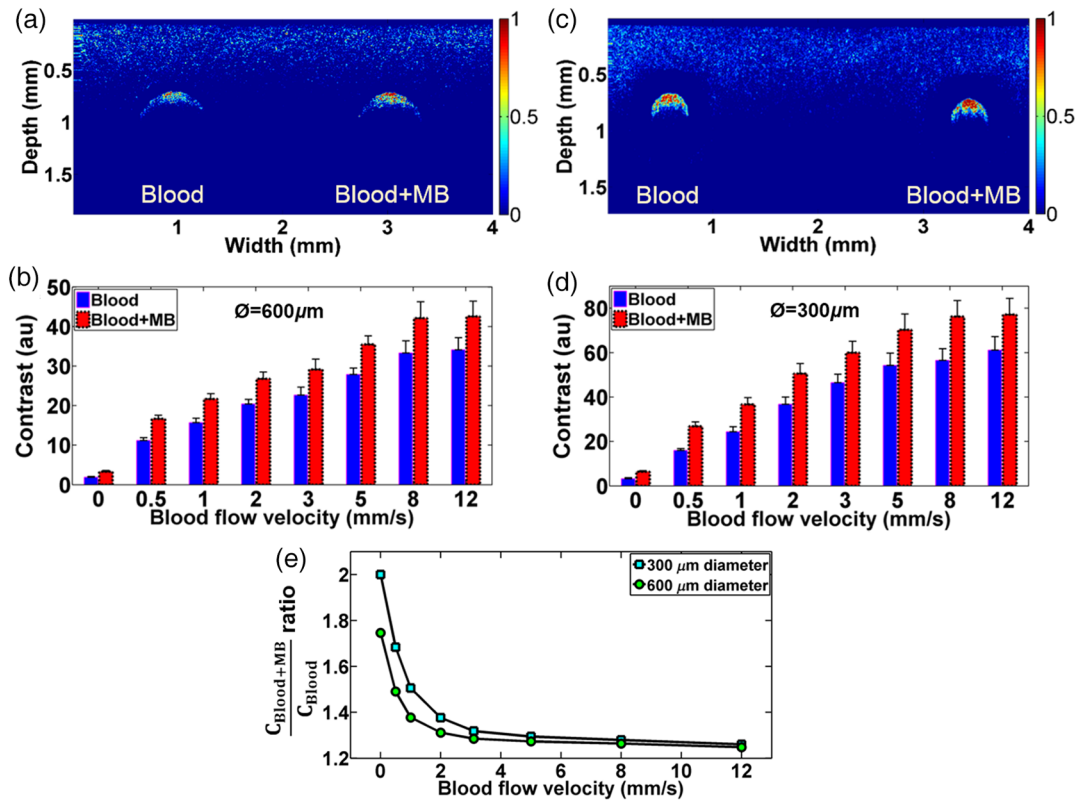 (a)
1
0.5
0
Depth (mm)
0.5
1
1.5
Blood
Blood+MB
1 2 3 4
Width (mm)
(c)
1
0.5
0
Depth (mm)
0.5
1
1.5
Blood
Blood+MB
1 2 3 4
Width (mm)
(b)
Contrast (au)
50
40
30
20
10
0
Blood
Blood+MB
Ø=600µm
0 0.5 1 2 3 5 8 12
Blood flow velocity (mm/s)
(d)
Contrast (au)
80
60
40
20
0
Blood
Blood+MB
Ø=300µm
0 0.5 1 2 3 5 8 12
Blood flow velocity (mm/s)
(e)
C Blood+MB
C Blood
ratio
2
1.8
1.6
1.4
1.2
300 µm diameter
600 µm diameter
0 2 4 6 8 10 12
Blood flow velocity (mm/s)